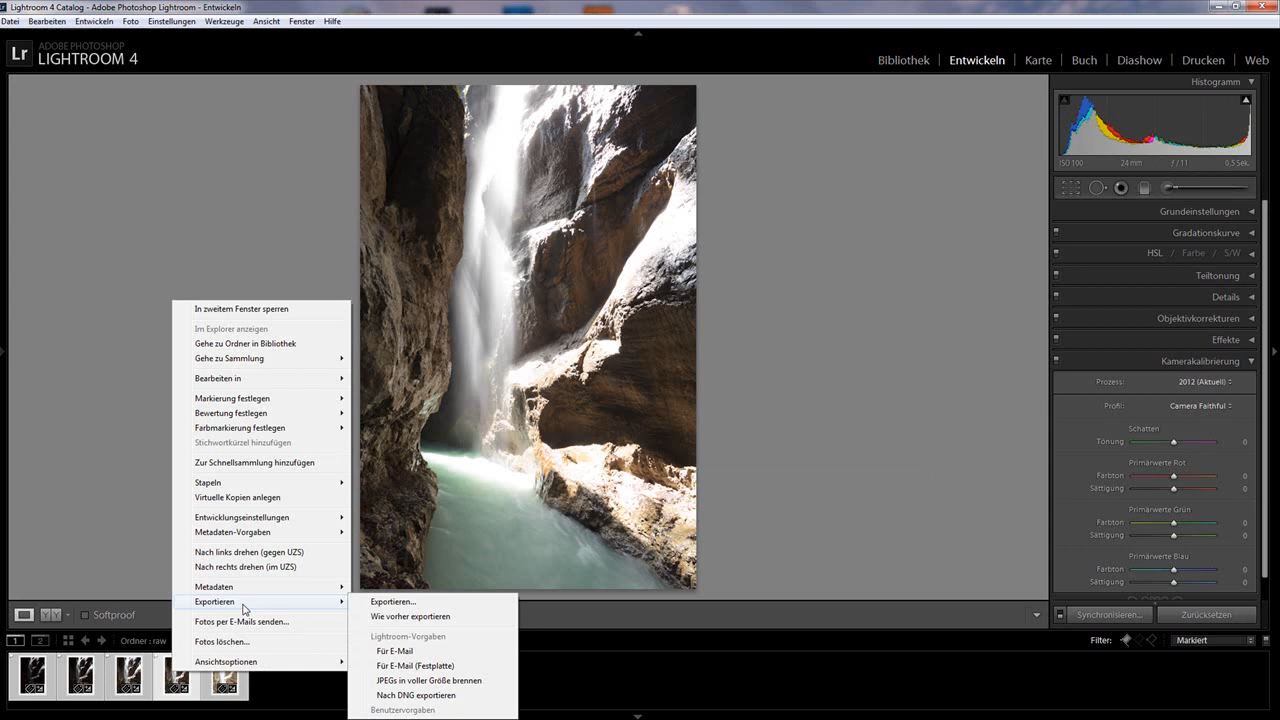 Lightroom 4 Catalog - Adobe Photoshop Lightroom - Entwickeln
Datei Bearbeiten Entwickeln Foto Einstellungen Werkzeuge Ansicht Fenster Hilfe
Lr ADOBE PHOTOSHOP
LIGHTROOM 4
Bibliothek | Entwickeln | Karte | Buch | Diashow | Drucken | Web
Histogramm
ISO 100 24 mm f / 11 0,5 Sek.
Grundeinstellungen
Gradationskurve
HSL / Farbe / S/W
Teiltonung
Details
Objektivkorrekturen
Effekte
Kamerakalibrierung
Prozess: 2012 (Aktuell)
Profil: Camera Faithful
Schatten
Tönung 0
Primärwerte Rot
Farbton 0
Sättigung 0
Primärwerte Grün
Farbton 0
Sättigung 0
Primärwerte Blau
Farbton 0
Sättigung 0
Synchronisieren... Zurücksetzen
In zweitem Fenster sperren
Im Explorer anzeigen
Gehe zu Ordner in Bibliothek
Gehe zu Sammlung
Bearbeiten in
Markierung festlegen
Bewertung festlegen
Farbmarkierung festlegen
Stichwortkürzel hinzufügen
Zur Schnellsammlung hinzufügen
Stapeln
Virtuelle Kopien anlegen
Entwicklungseinstellungen
Metadaten-Vorgaben
Nach links drehen (gegen UZS)
Nach rechts drehen (im UZS)
Metadaten
Exportieren
Fotos per E-Mails senden...
Fotos löschen...
Ansichtsoptionen
Exportieren...
Wie vorher exportieren
Lightroom-Vorgaben
Für E-Mail
Für E-Mail (Festplatte)
JPEGs in voller Größe brennen
Nach DNG exportieren
Benutzervorgaben
YY Softproof
1 2 Ordner : raw
Filter: Markiert